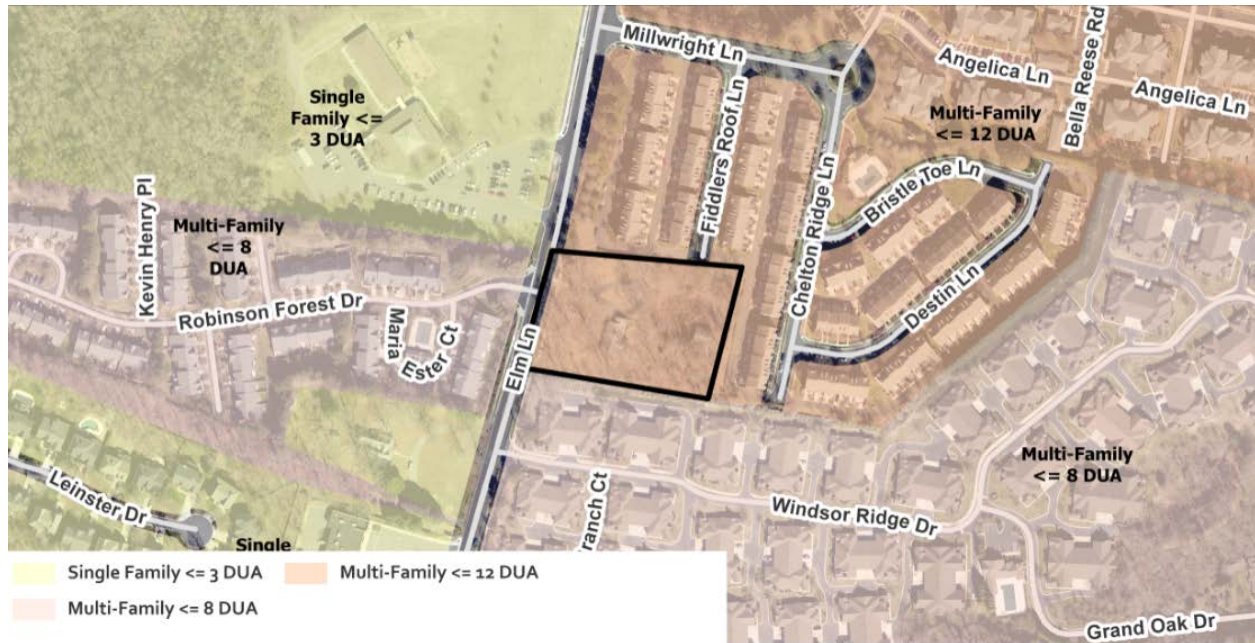 Millwright Ln
Angelica Ln
Angelica Ln
Bella Reese Rd
Single
Family <=
3 DUA
Multi-Family
<= 12 DUA
Fiddlers Roof Ln
Chelton Ridge Ln
Bristle Toe Ln
Destin Ln
Kevin Henry Pl
Multi-Family
<= 8
DUA
Robinson Forest Dr
Maria
Ester Ct
Elm Ln
Multi-Family
<= 8 DUA
Leinster Dr
Windsor Ridge Dr
Single
Grand Oak Dr
Single Family <= 3 DUA
Multi-Family <= 12 DUA
Multi-Family <= 8 DUA